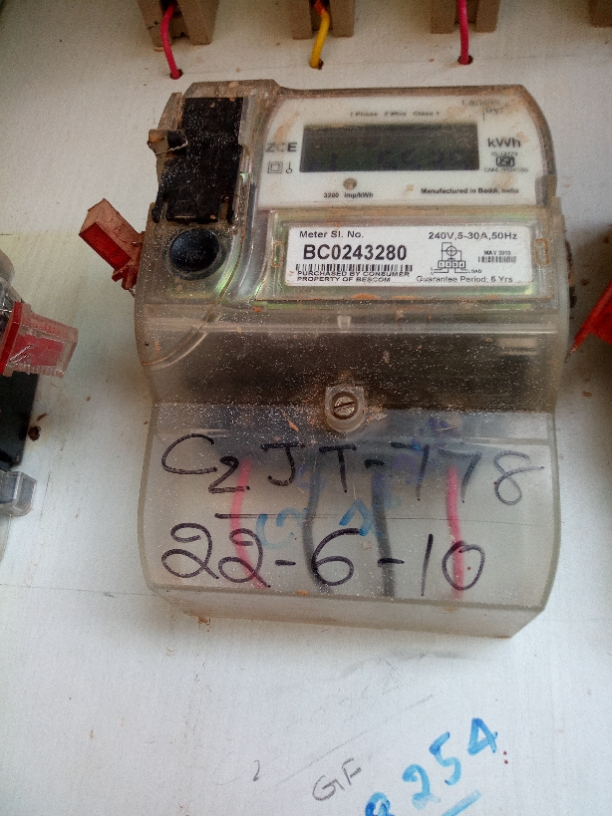 1 Phase 2 Wire Class 1
ZCE
kWh
3200 imp/kWh
Manufactured in Baddi, India
Meter Sl. No.
240V,5-30A,50Hz
BC0243280
PURCHASED BY CONSUMER
PROPERTY OF BESCOM
LOAD
Guarantee Period: 5 Yrs
C2JT-778
22-6-10
GF
254